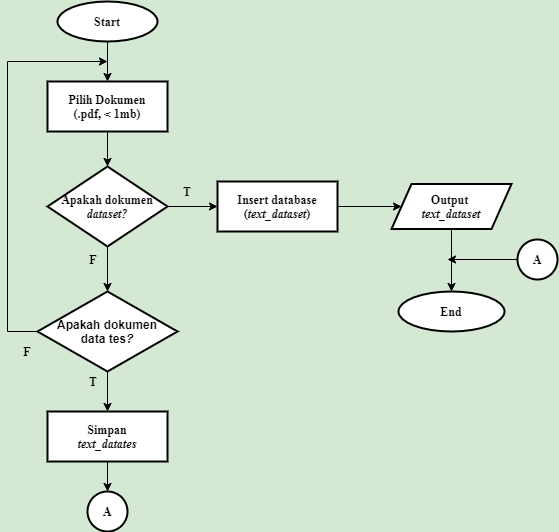 Start
Pilih Dokumen
(.pdf, < 1mb)
Apakah dokumen
dataset?
T
Insert database
(text_dataset)
Output
text_dataset
F
A
End
Apakah dokumen
data tes?
F
T
Simpan
text_datates
A